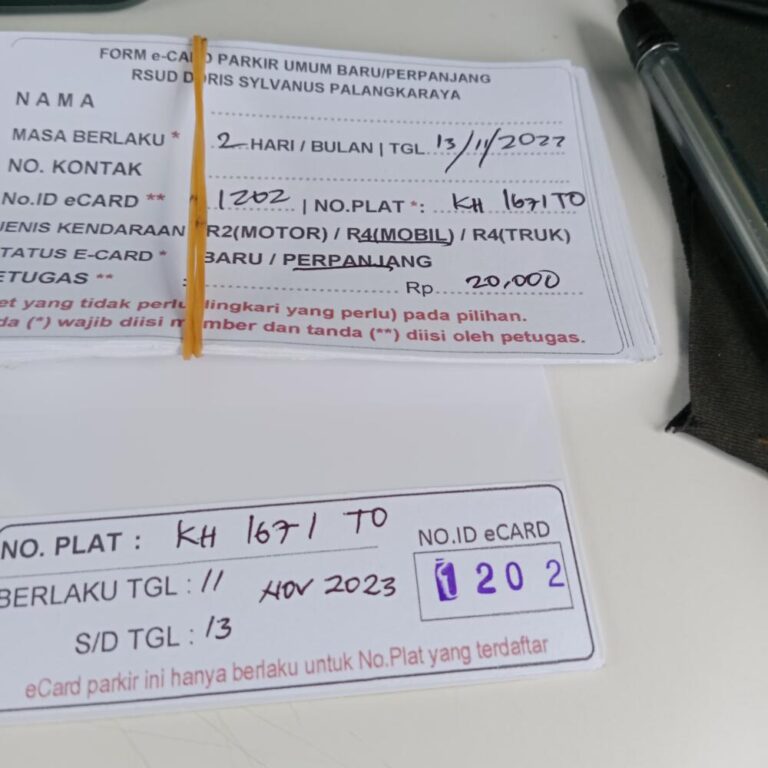 FORM e-CARD PARKIR UMUM BARU/PERPANJANG
RSUD DORIS SYLVANUS PALANGKARAYA
NAMA
MASA BERLAKU * 2 HARI / BULAN | TGL. 13/11/2022
NO. KONTAK
No.ID eCARD ** 1202 | NO.PLAT *: KH 1671 TO
JENIS KENDARAAN R2(MOTOR) / R4(MOBIL) / R4(TRUK)
TATUS E-CARD * BARU / PERPANJANG
ETUGAS ** : Rp. 20,000
et yang tidak perlu lingkari yang perlu) pada pilihan.
da (*) wajib diisi member dan tanda (**) diisi oleh petugas.
NO. PLAT : KH 1671 TO
NO.ID eCARD
BERLAKU TGL : 11 NOV 2023
1202
S/D TGL : 13
eCard parkir ini hanya berlaku untuk No.Plat yang terdaftar